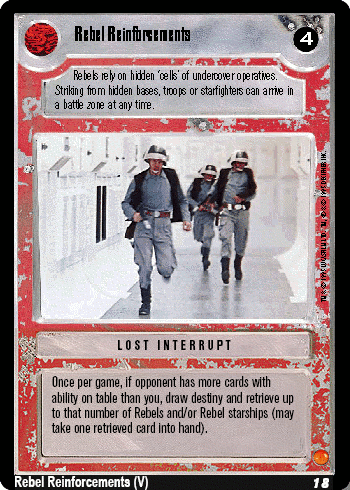 Rebel Reinforcements
4
Rebels rely on hidden 'cells' of undercover operatives.
Striking from hidden bases, troops or starfighters can arrive in
a battle zone at any time.
LOST INTERRUPT
Once per game, if opponent has more cards with
ability on table than you, draw destiny and retrieve up
to that number of Rebels and/or Rebel starships (may
take one retrieved card into hand).
Rebel Reinforcements (V)
18